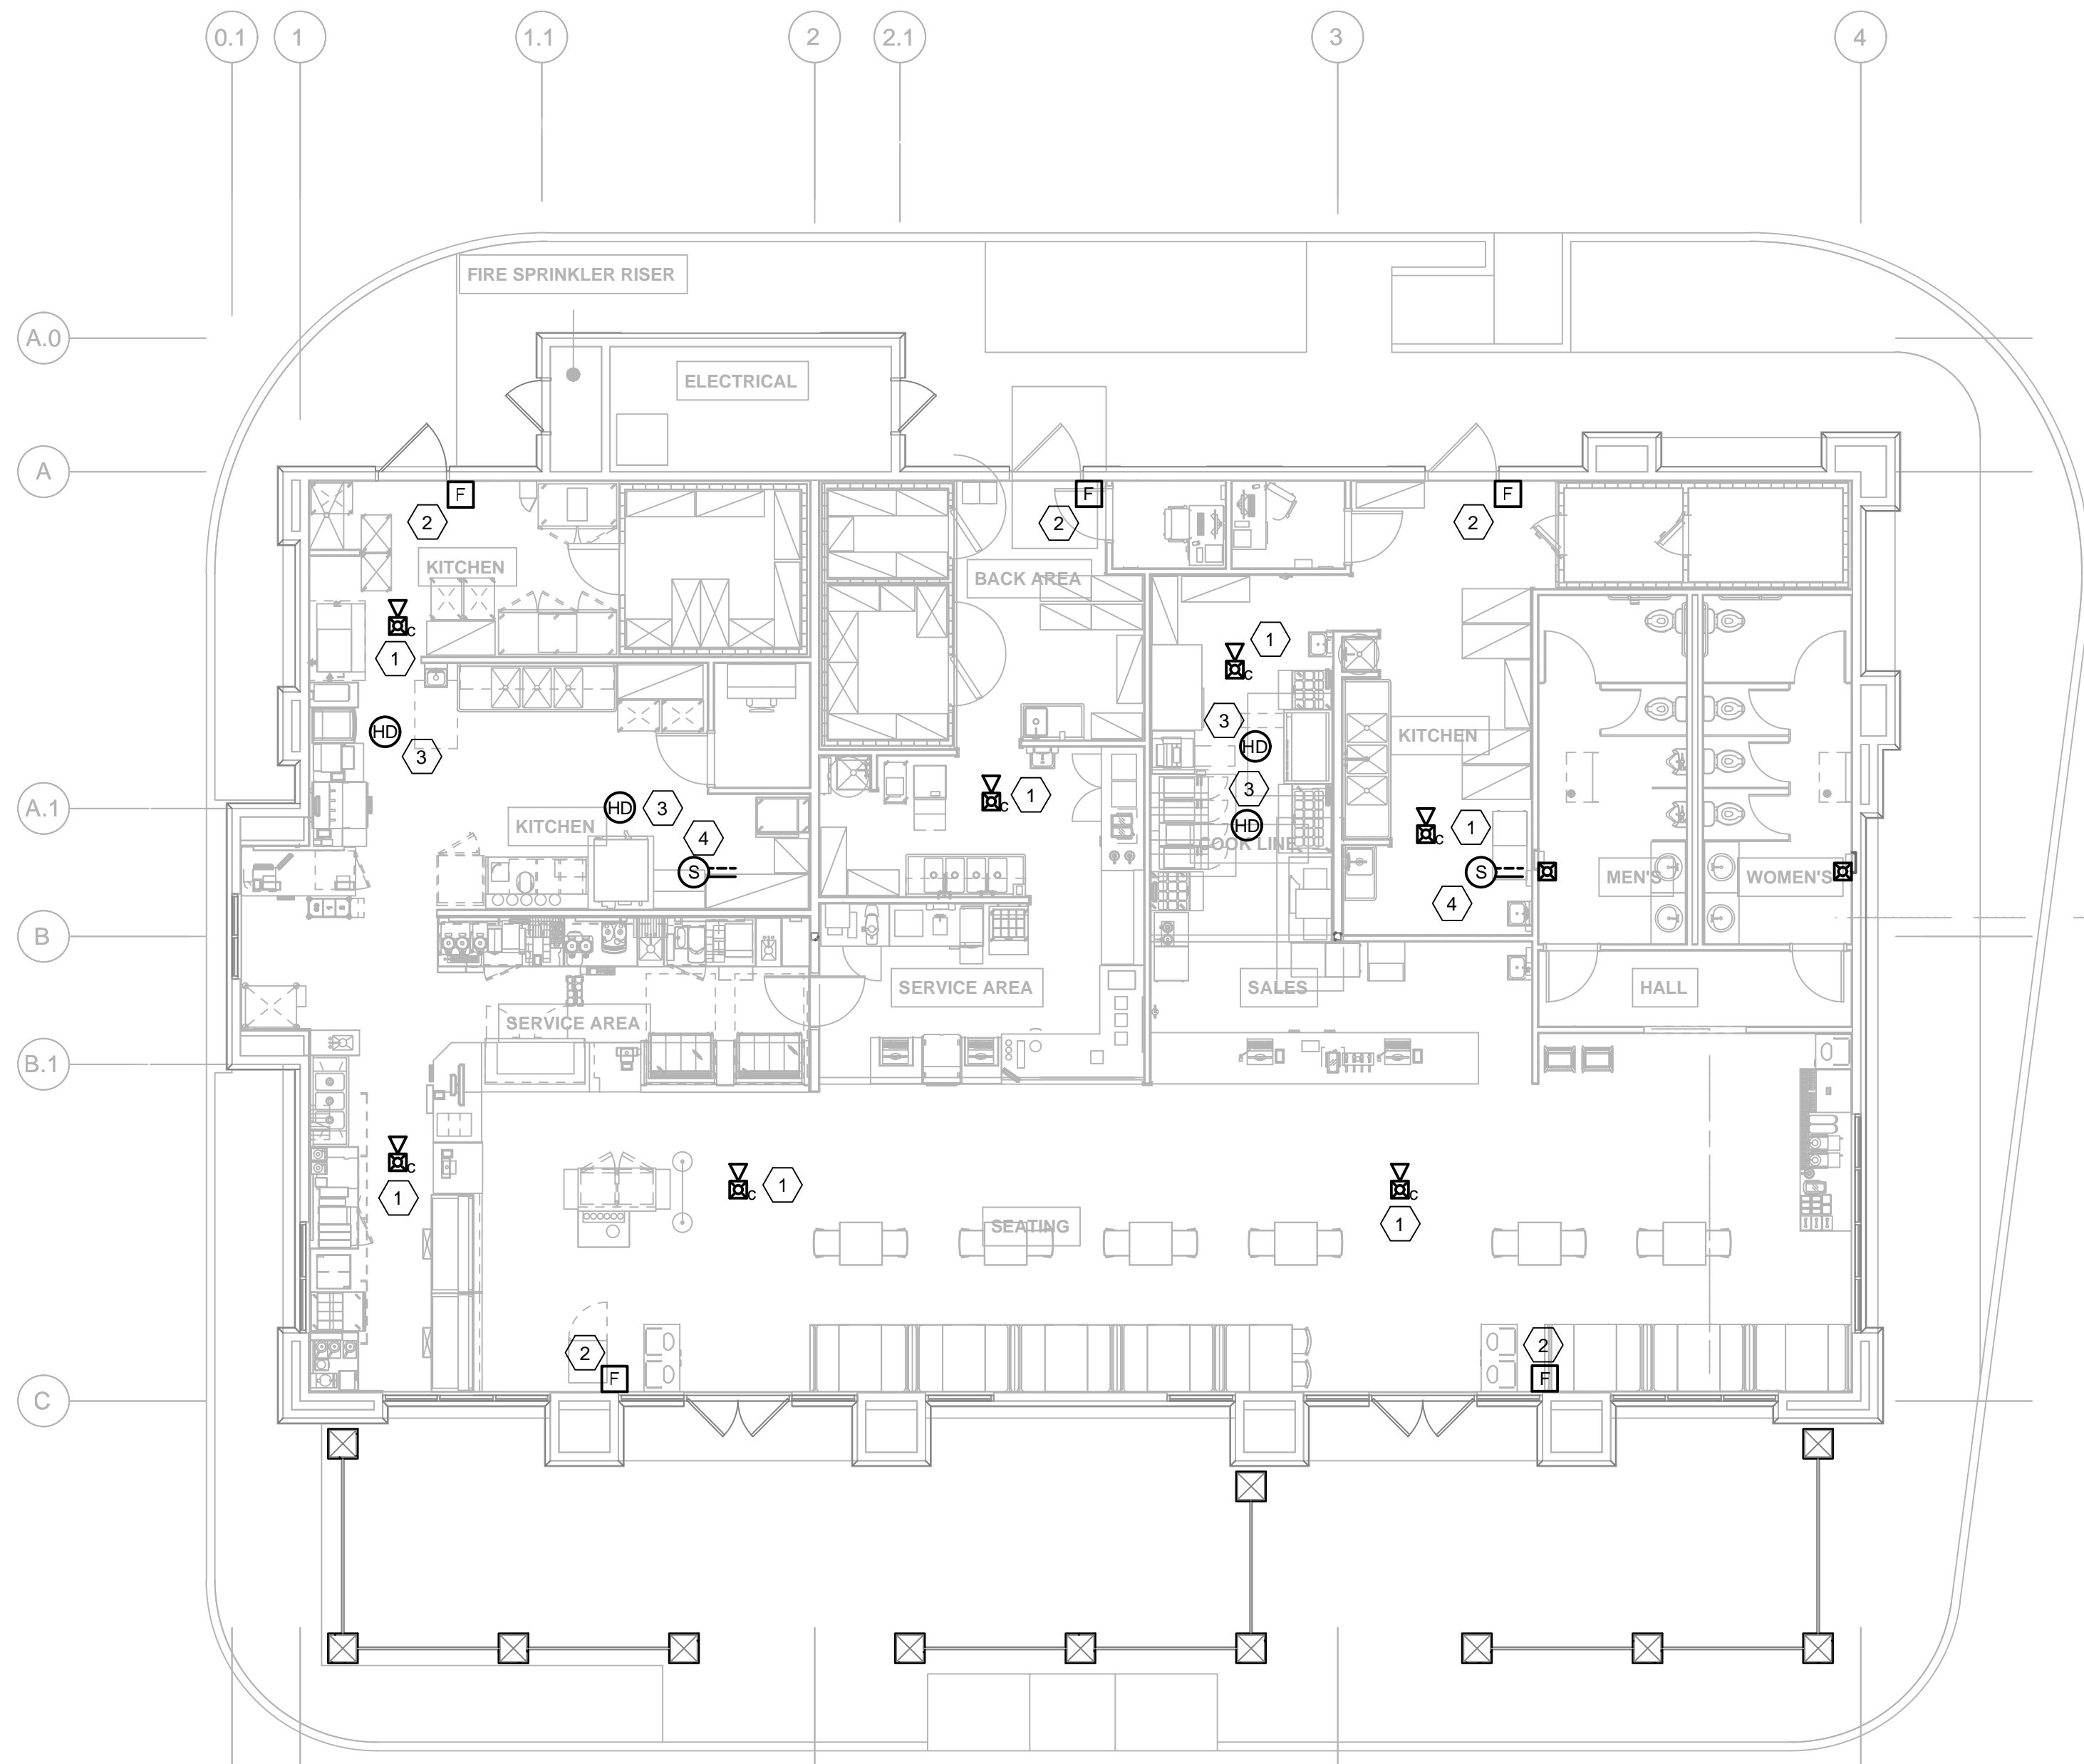 0.1 1 1.1 2 2.1 3 4
FIRE SPRINKLER RISER
A.0
ELECTRICAL
A
F F F
2 2 2
KITCHEN
BACK AREA
C
1
1
C
3
KITCHEN
HD
3
HD
C
1
3
A.1
KITCHEN
HD
3
4
HD
C
1
COOK LINE
S
S
MEN'S
WOMEN'S
4
B
SERVICE AREA
SALES
HALL
SERVICE AREA
B.1
C
1
C
1
C
1
SEATING
2
2
F
F
C